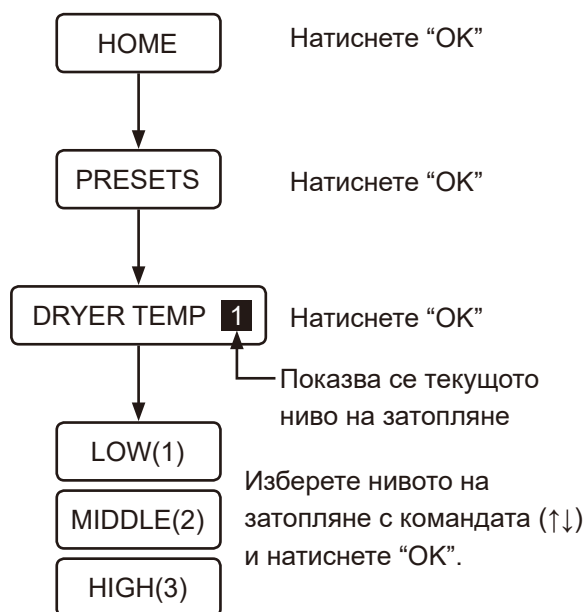 HOME
Натиснете “OK”
PRESETS
Натиснете “OK”
DRYER TEMP 1
Натиснете “OK”
Показва се текущото
ниво на затопляне
LOW(1)
MIDDLE(2)
HIGH(3)
Изберете нивото на
затопляне с командата (↑↓)
и натиснете “OK”.